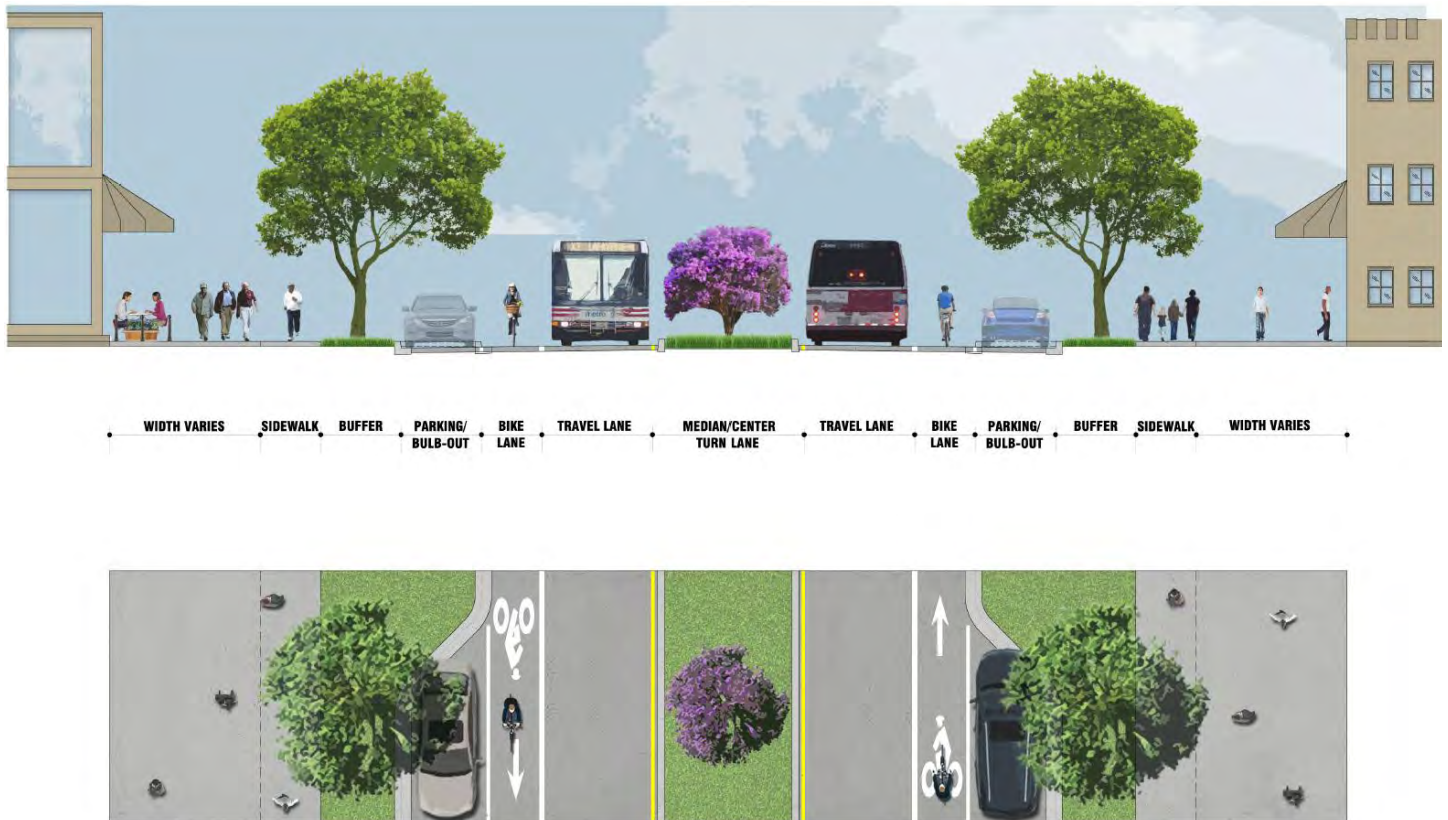 WIDTH VARIES
SIDEWALK
BUFFER
PARKING/
BULB-OUT
BIKE
LANE
TRAVEL LANE
MEDIAN/CENTER
TURN LANE
TRAVEL LANE
BIKE
LANE
PARKING/
BULB-OUT
BUFFER
SIDEWALK
WIDTH VARIES